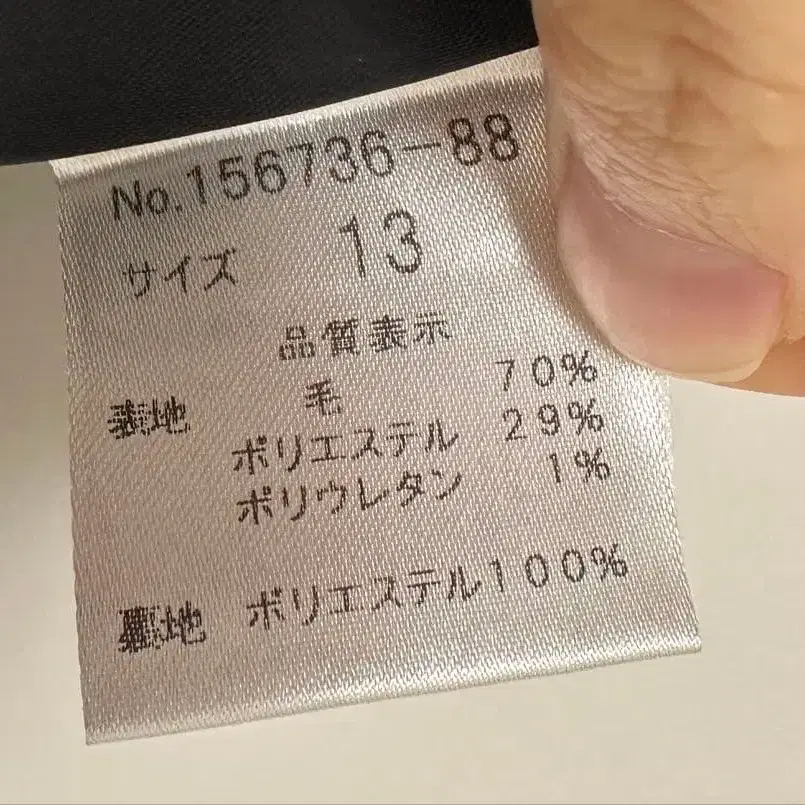 No.156736-88
サイズ 13
品質表示
表地 毛 70%
ポリエステル 29%
ポリウレタン 1%
裏地 ポリエステル100%